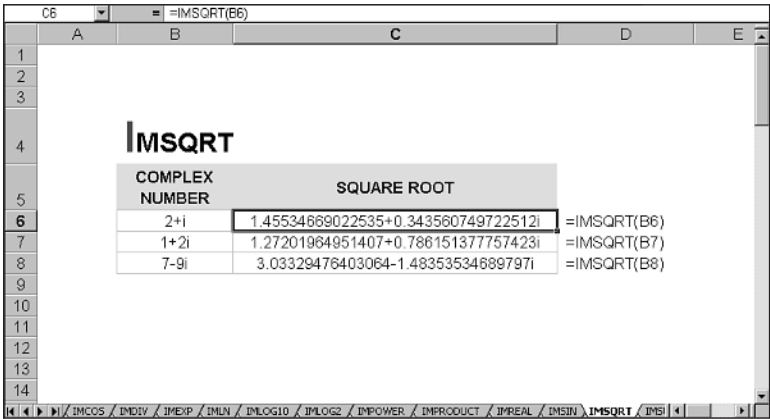 C6 = =IMSQRT(B6)
A B C D E
1
2
3
4 IMSQRT
5 COMPLEX NUMBER SQUARE ROOT
6 2+i 1.45534669022535+0.343560749722512i =IMSQRT(B6)
7 1+2i 1.27201964951407+0.786151377757423i =IMSQRT(B7)
8 7-9i 3.03329476403064-1.48353534689797i =IMSQRT(B8)
9
10
11
12
13
14
IMCOS / IMDIV / IMEXP / IMLN / IMLOG10 / IMLOG2 / IMPOWER / IMPRODUCT / IMREAL / IMSIN \ IMSQRT / IMS